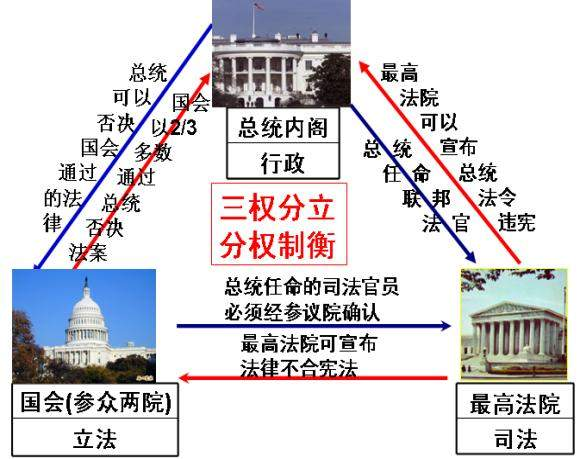 总统内阁
行政
总统
可以
否决
国会
通过
的法
律
国会
以2/3
多数
通过
总统
否决
法案
三权分立
分权制衡
总 统
任 命
联 邦
法 官
最高
法院
可以
宣布
总统
法令
违宪
总统任命的司法官员
必须经参议院确认
最高法院可宣布
法律不合宪法
国会(参众两院)
立法
最高法院
司法